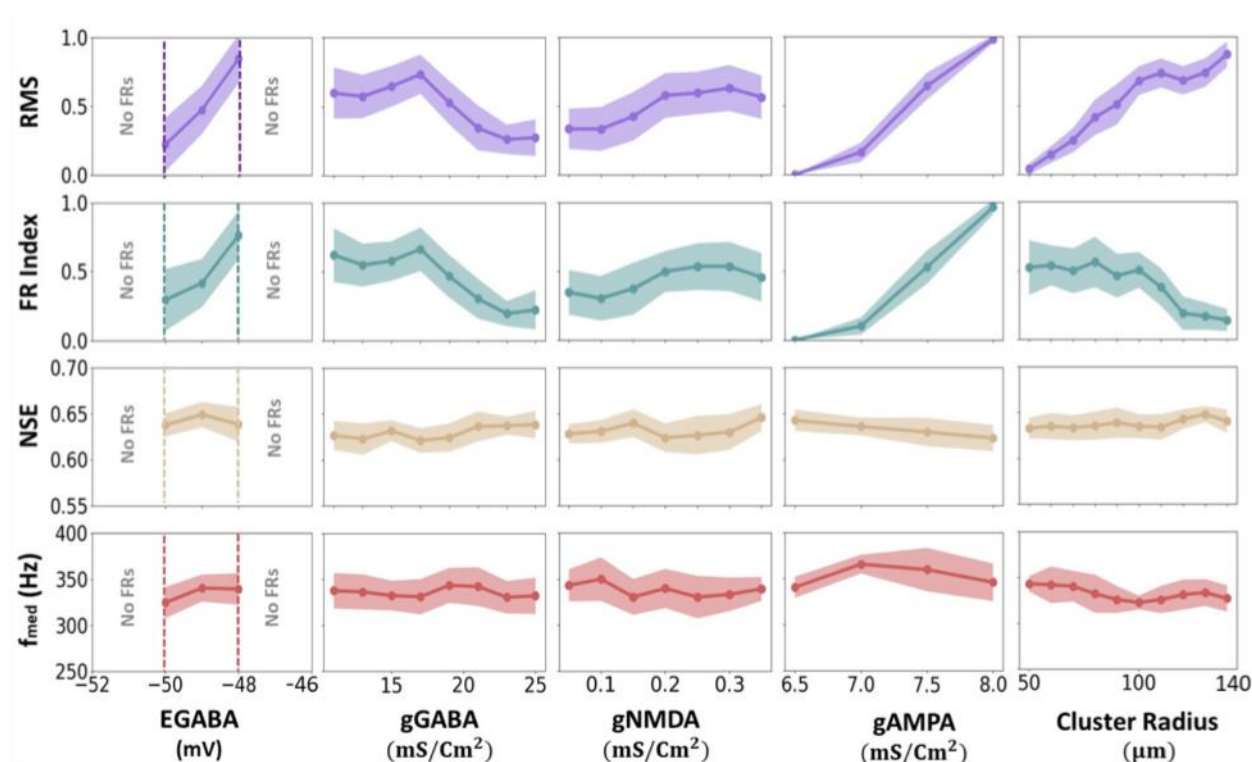 RMS
1.0
0.5
0.0
No FRs
No FRs
FR Index
1.0
0.5
0.0
No FRs
No FRs
NSE
0.70
0.65
0.60
0.55
No FRs
No FRs
fmed (Hz)
400
350
300
250
No FRs
No FRs
−52 −50 −48 -46
15 20 25
0.1 0.2 0.3
6.5 7.0 7.5 8.0
50 100 140
EGABA
(mV)
gGABA
(mS/Cm²)
gNMDA
(mS/Cm²)
gAMPA
(mS/Cm²)
Cluster Radius
(μm)